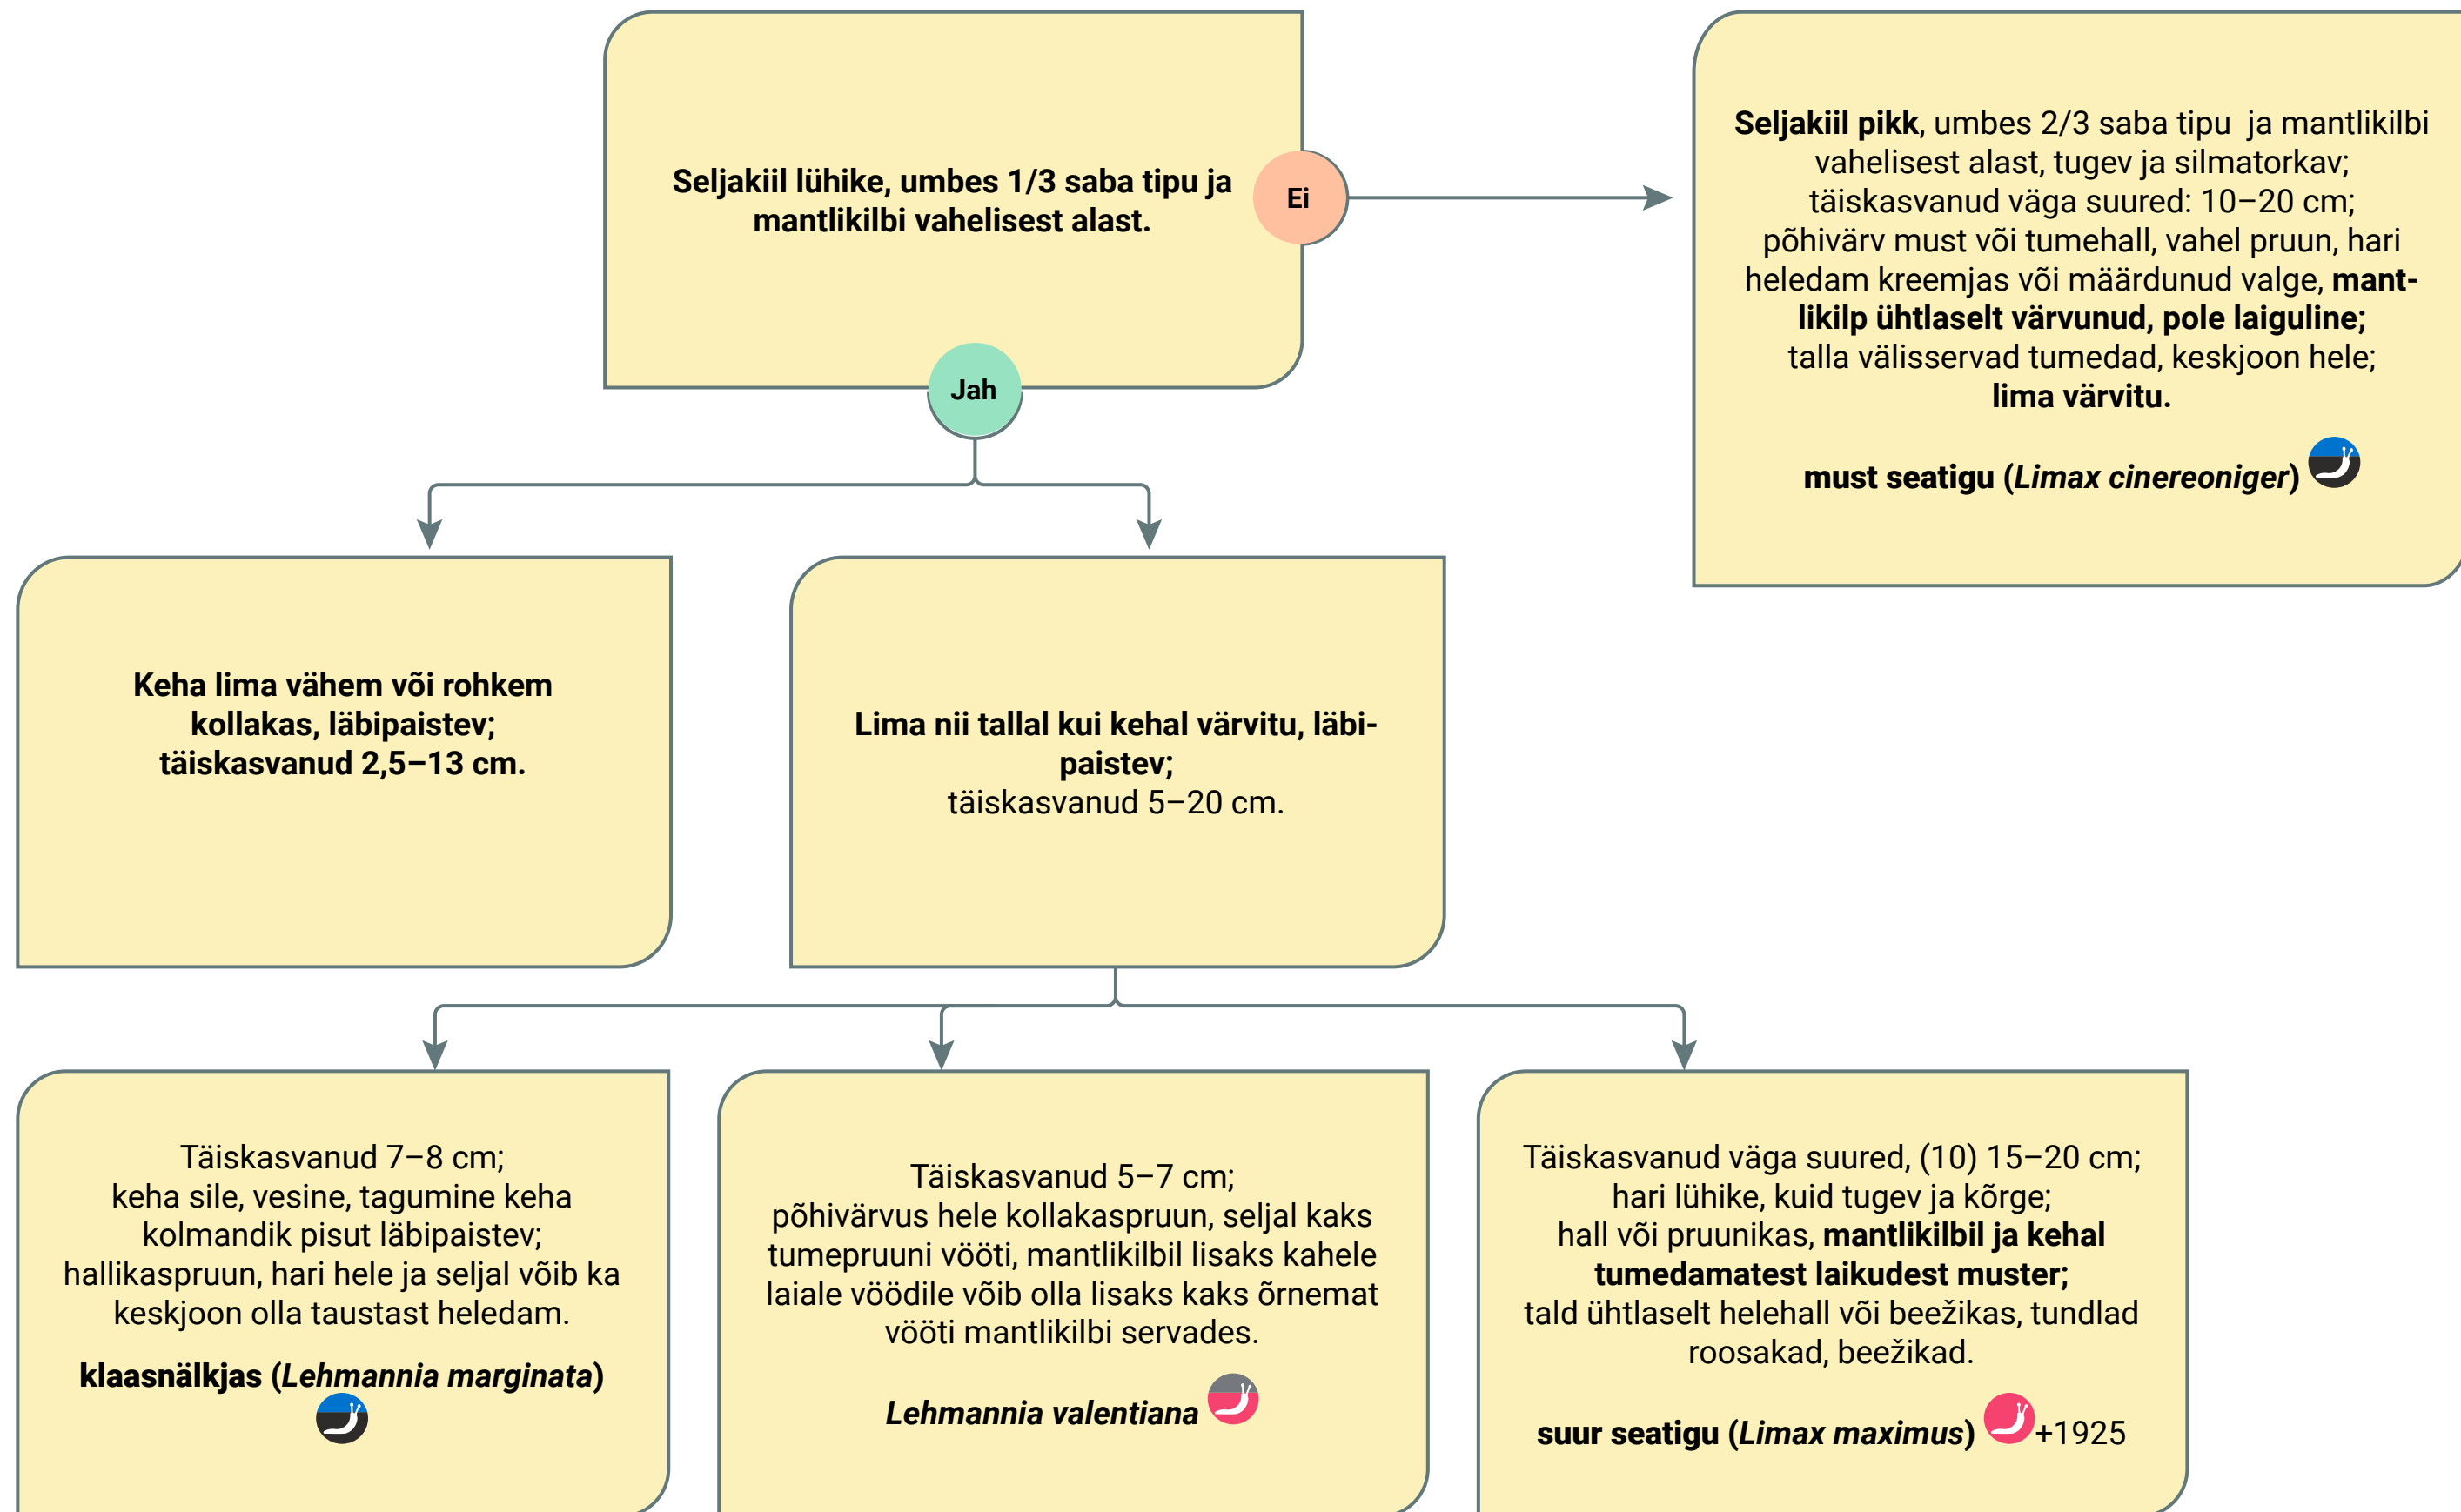 Seljakiil lühike, umbes 1/3 saba tipu ja
mantlikilbi vahelisest alast.
Ei
Jah
Seljakiil pikk, umbes 2/3 saba tipu ja mantlikilbi
vahelisest alast, tugev ja silmatorkav;
täiskasvanud väga suured: 10–20 cm;
põhivärv must või tumehall, vahel pruun, hari
heledam kreemjas või määrdunud valge, mant-
likilp ühtlaselt värvunud, pole laiguline;
talla välisservad tumedad, keskjoon hele;
lima värvitu.
must seatigu (Limax cinereoniger)
Keha lima vähem või rohkem
kollakas, läbipaistev;
täiskasvanud 2,5–13 cm.
Lima nii tallal kui kehal värvitu, läbi-
paistev;
täiskasvanud 5–20 cm.
Täiskasvanud 7–8 cm;
keha sile, vesine, tagumine keha
kolmandik pisut läbipaistev;
hallikaspruun, hari hele ja seljal võib ka
keskjoon olla taustast heledam.
klaasnälkjas (Lehmannia marginata)
Täiskasvanud 5–7 cm;
põhivärvus hele kollakaspruun, seljal kaks
tumepruuni vööti, mantlikilbil lisaks kahele
laiale vöödile võib olla lisaks kaks õrnemat
vööti mantlikilbi servades.
Lehmannia valentiana
Täiskasvanud väga suured, (10) 15–20 cm;
hari lühike, kuid tugev ja kõrge;
hall või pruunikas, mantlikilbil ja kehal
tumedamatest laikudest muster;
tald ühtlaselt helehall või beežikas, tundlad
roosakad, beežikad.
suur seatigu (Limax maximus) +1925